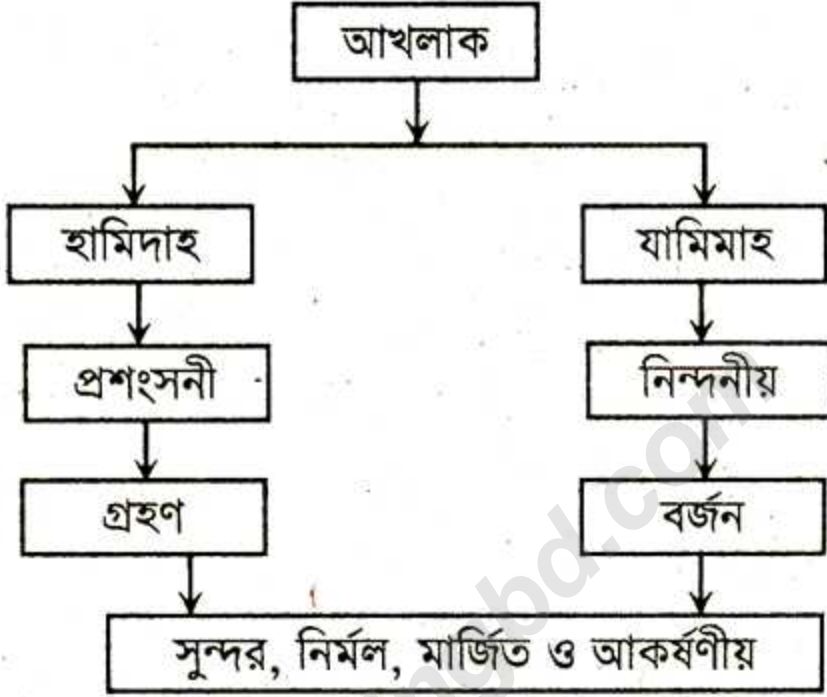 আখলাক
হামিদাহ
যামিমাহ
প্রশংসনী
নিন্দনীয়
গ্রহণ
বর্জন
সুন্দর, নির্মল, মার্জিত ও আকর্ষণীয়